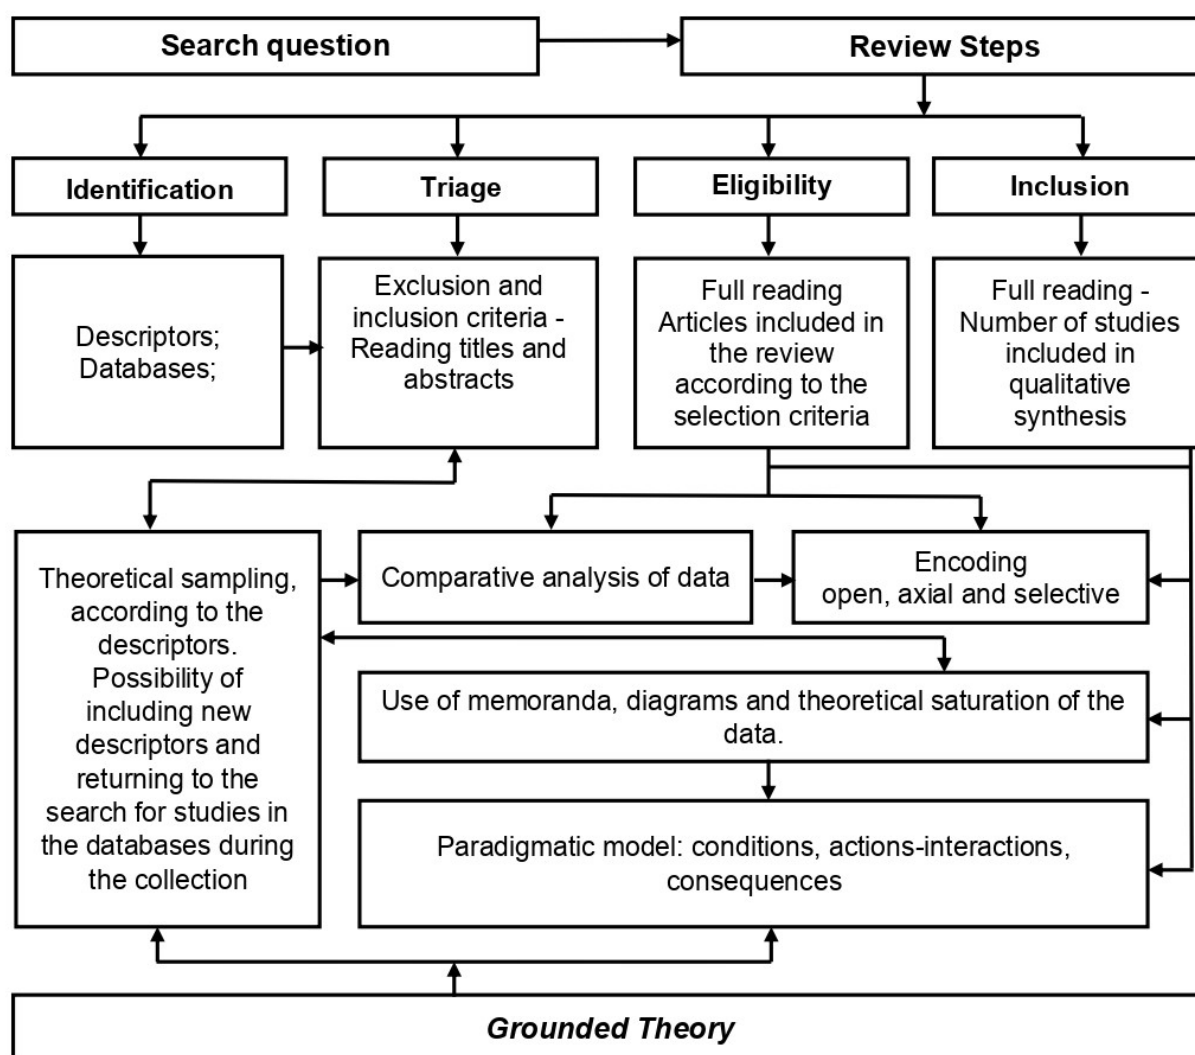 Search question
Review Steps
Identification
Triage
Eligibility
Inclusion
Descriptors;
Databases;
Exclusion and
inclusion criteria -
Reading titles and
abstracts
Full reading
Articles included in
the review
according to the
selection criteria
Full reading -
Number of studies
included in
qualitative
synthesis
Theoretical sampling,
according to the
descriptors.
Possibility of
including new
descriptors and
returning to the
search for studies in
the databases during
the collection
Comparative analysis of data
Encoding
open, axial and selective
Use of memoranda, diagrams and theoretical saturation of the
data.
Paradigmatic model: conditions, actions-interactions,
consequences
Grounded Theory